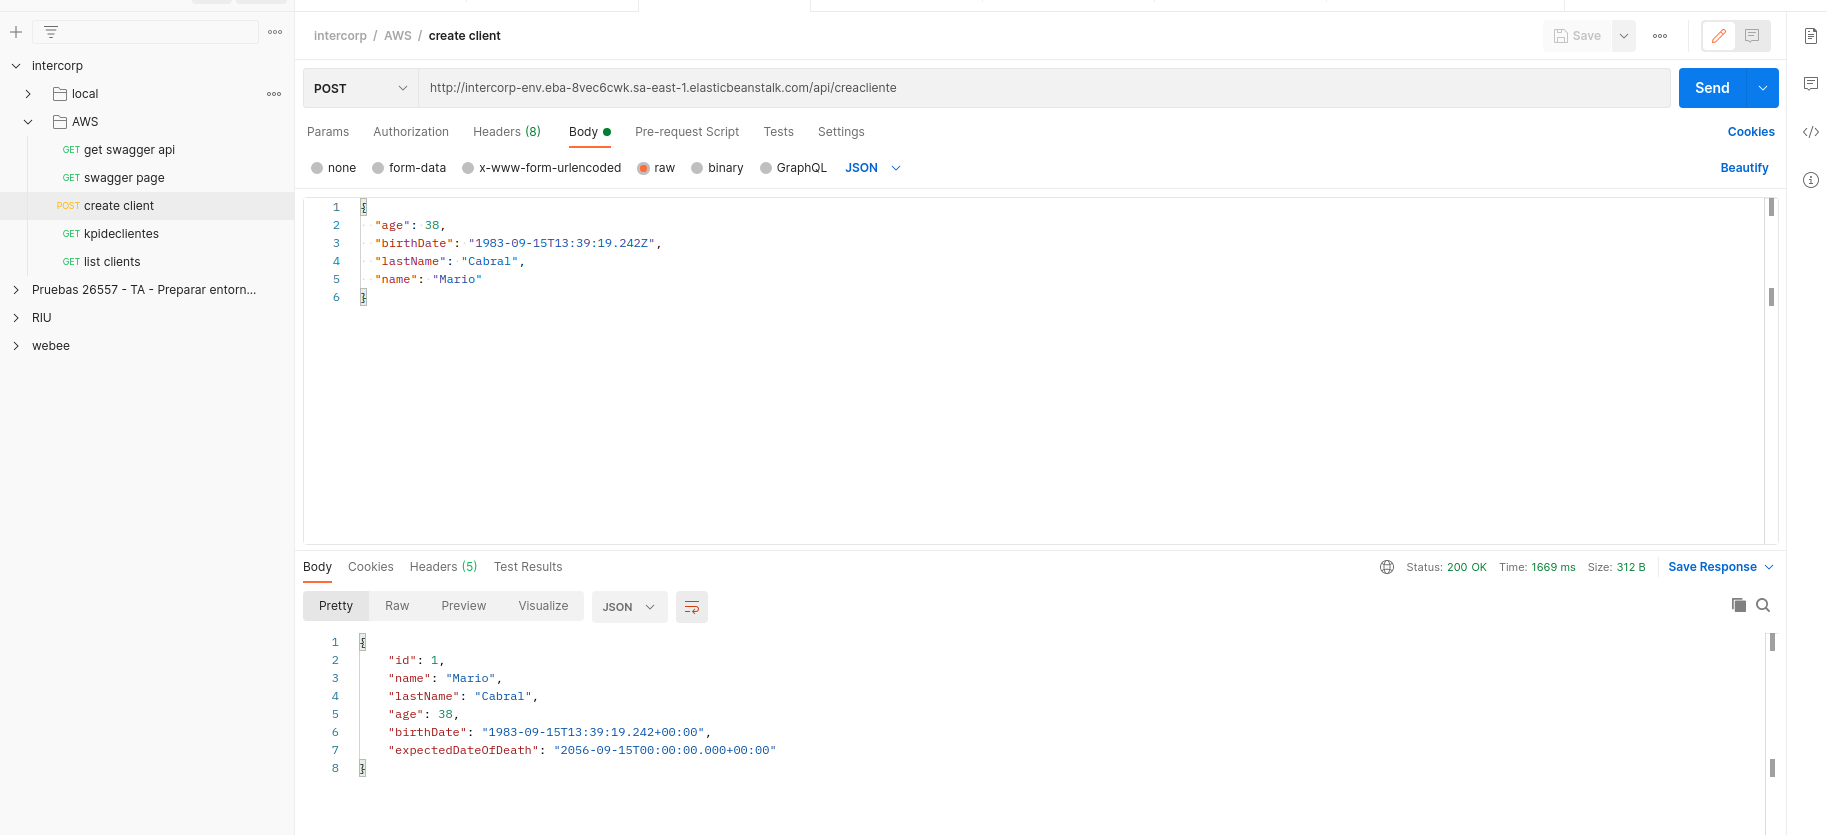 intercorp
local
AWS
GET get swagger api
GET swagger page
POST create client
GET kpideclientes
GET list clients
Pruebas 26557 - TA - Preparar entorn...
RIU
webee
intercorp / AWS / create client
Save
POST
http://intercorp-env.eba-8vec6cwk.sa-east-1.elasticbeanstalk.com/api/creacliente
Send
Params Authorization Headers (8) Body Pre-request Script Tests Settings Cookies
none form-data x-www-form-urlencoded raw binary GraphQL JSON Beautify
1 {
2 "age": 38,
3 "birthDate": "1983-09-15T13:39:19.242Z",
4 "lastName": "Cabral",
5 "name": "Mario"
6 }
Body Cookies Headers (5) Test Results Status: 200 OK Time: 1669 ms Size: 312 B Save Response
Pretty Raw Preview Visualize JSON
1 {
2 "id": 1,
3 "name": "Mario",
4 "lastName": "Cabral",
5 "age": 38,
6 "birthDate": "1983-09-15T13:39:19.242+00:00",
7 "expectedDateOfDeath": "2056-09-15T00:00:00.000+00:00"
8 }